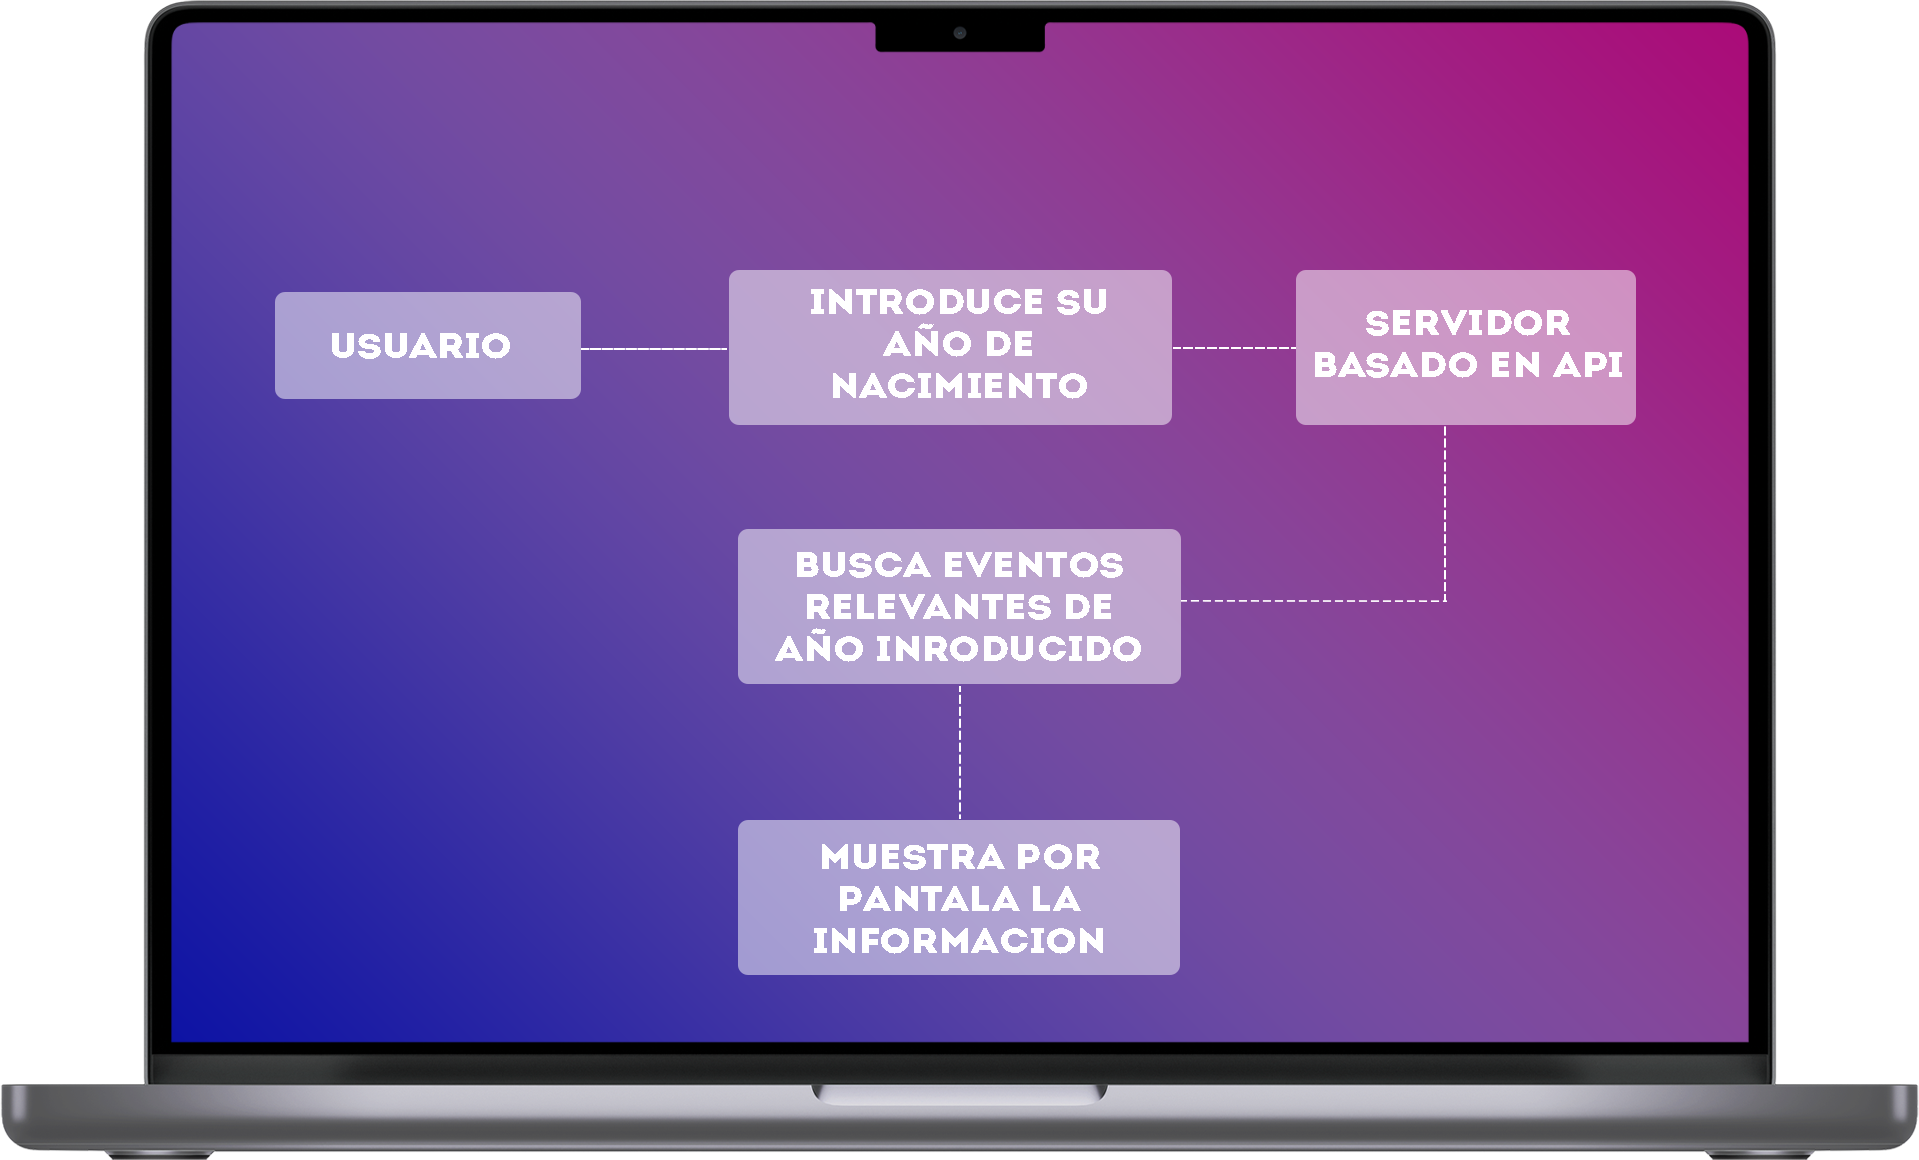 USUARIO
INTRODUCE SU
AÑO DE
NACIMIENTO
SERVIDOR
BASADO EN API
BUSCA EVENTOS
RELEVANTES DE
AÑO INRODUCIDO
MUESTRA POR
PANTALA LA
INFORMACION